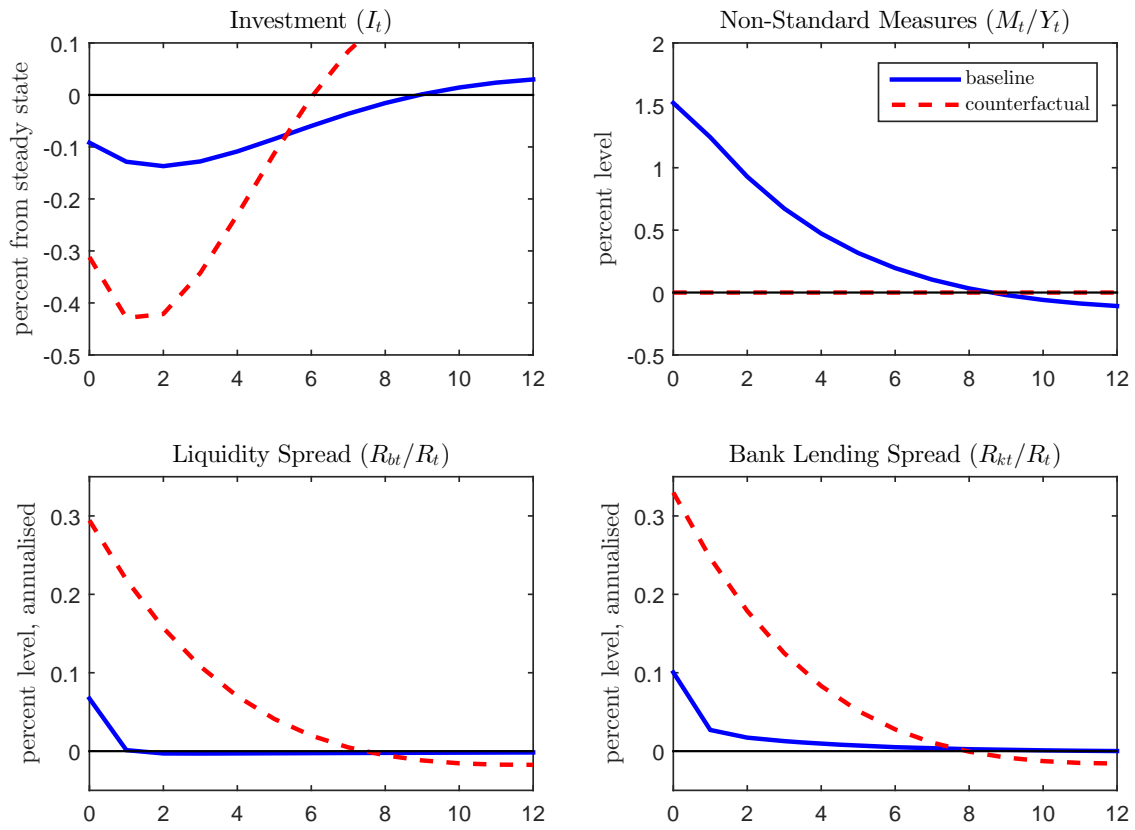 Investment (I_t)
percent from steady state
0.1
0
-0.1
-0.2
-0.3
-0.4
-0.5
0 2 4 6 8 10 12
Non-Standard Measures (M_t/Y_t)
percent level
2
1.5
1
0.5
0
-0.5
baseline
counterfactual
0 2 4 6 8 10 12
Liquidity Spread (R_{bt}/R_t)
percent level, annualised
0.3
0.2
0.1
0
0 2 4 6 8 10 12
Bank Lending Spread (R_{kt}/R_t)
percent level, annualised
0.3
0.2
0.1
0
0 2 4 6 8 10 12